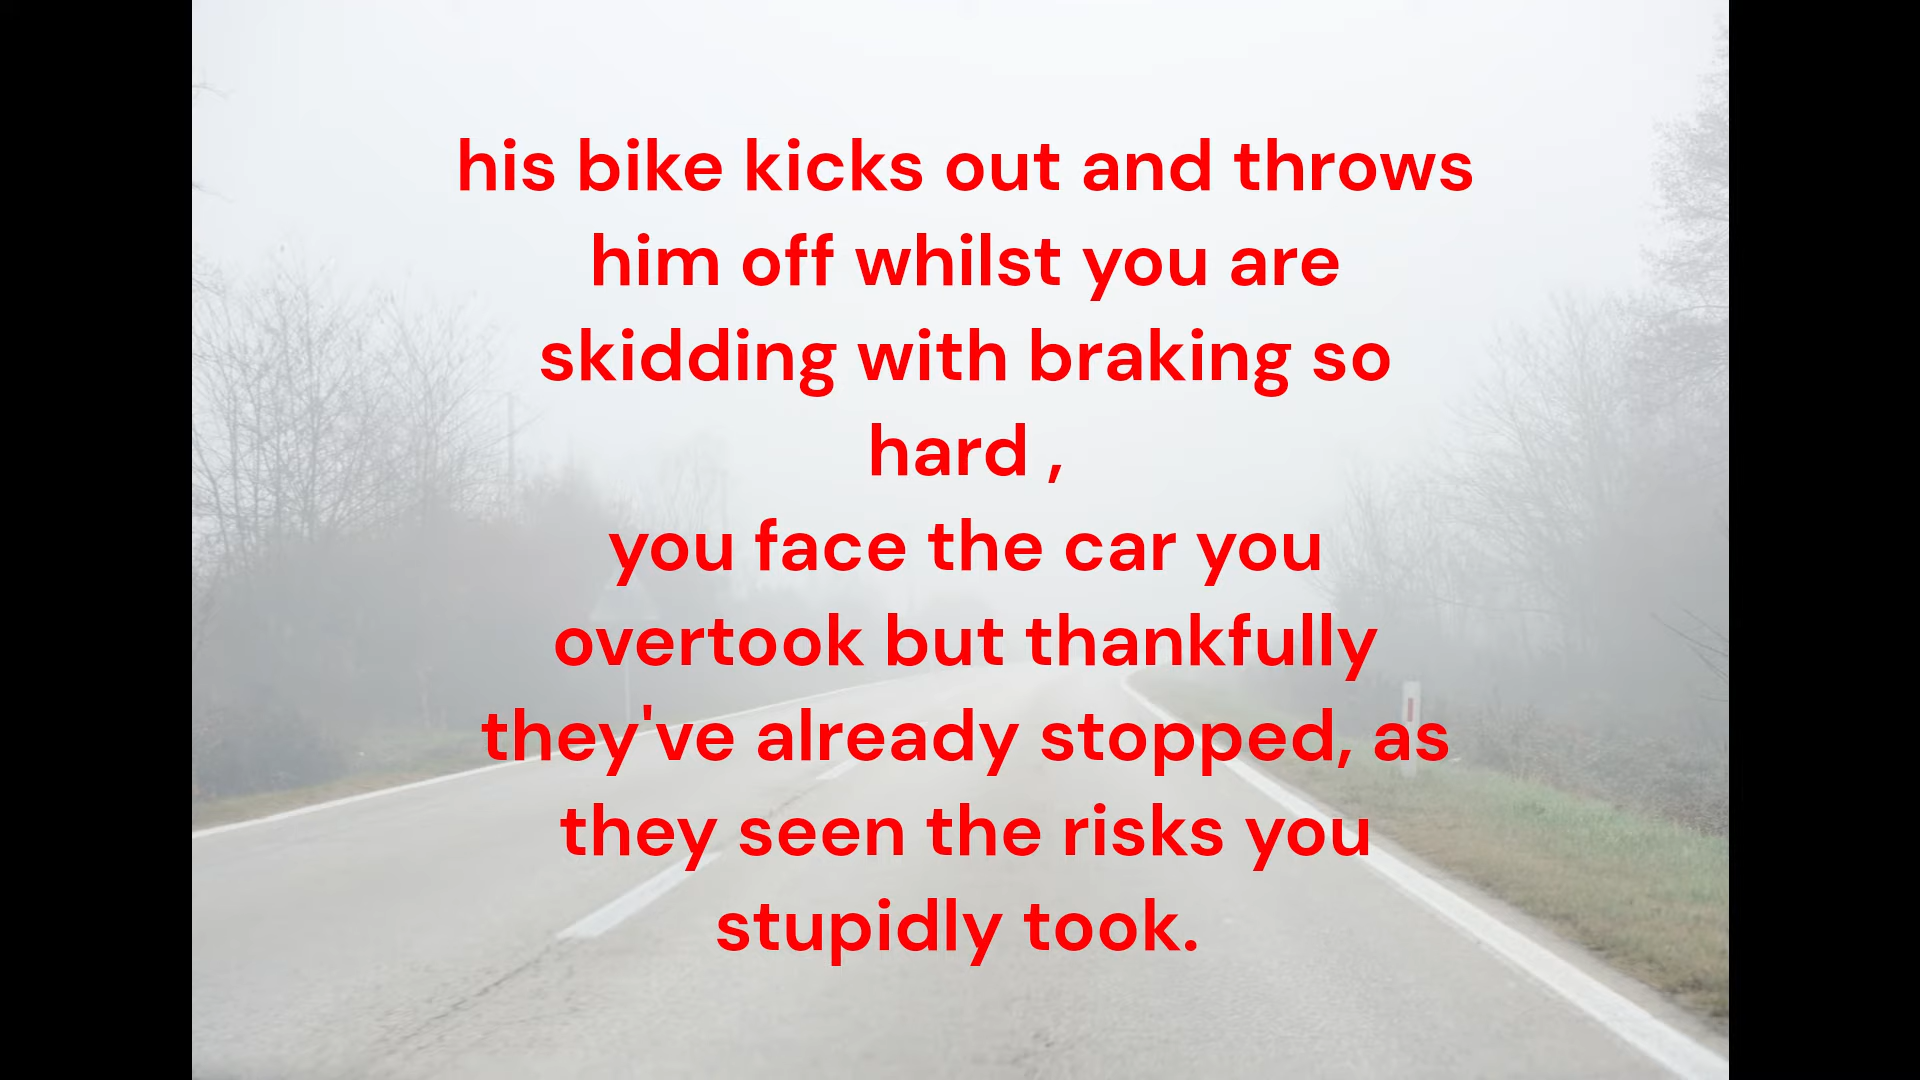 his bike kicks out and throws
him off whilst you are
skidding with braking so
hard ,
you face the car you
overtook but thankfully
they've already stopped, as
they seen the risks you
stupidly took.